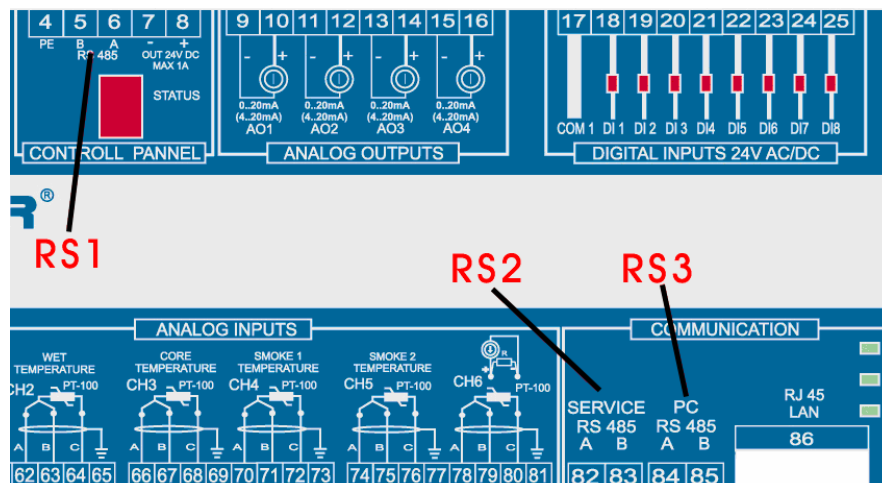 4 5 6 7 8
PE B A - +
RS 485 OUT 24V DC
MAX 1A
STATUS
CONTROLL PANNEL
9 10 11 12 13 14 15 16
- + - + - + - +
0..20mA 0..20mA 0..20mA 0..20mA
(4..20mA) (4..20mA) (4..20mA) (4..20mA)
AO1 AO2 AO3 AO4
ANALOG OUTPUTS
17 18 19 20 21 22 23 24 25
COM 1 DI 1 DI 2 DI 3 DI4 DI5 DI6 DI7 DI8
DIGITAL INPUTS 24V AC/DC
R®
RS1
RS2
RS3
ANALOG INPUTS
WET
TEMPERATURE
CH2 PT-100
A B C
62 63 64 65
CORE
TEMPERATURE
CH3 PT-100
A B C
66 67 68 69
SMOKE 1
TEMPERATURE
CH4 PT-100
A B C
70 71 72 73
SMOKE 2
TEMPERATURE
CH5 PT-100
A B C
74 75 76 77
R
+
CH6 PT-100
A B C
78 79 80 81
COMMUNICATION
SERVICE
RS 485
A B
82 83
PC
RS 485
A B
84 85
RJ 45
LAN
86